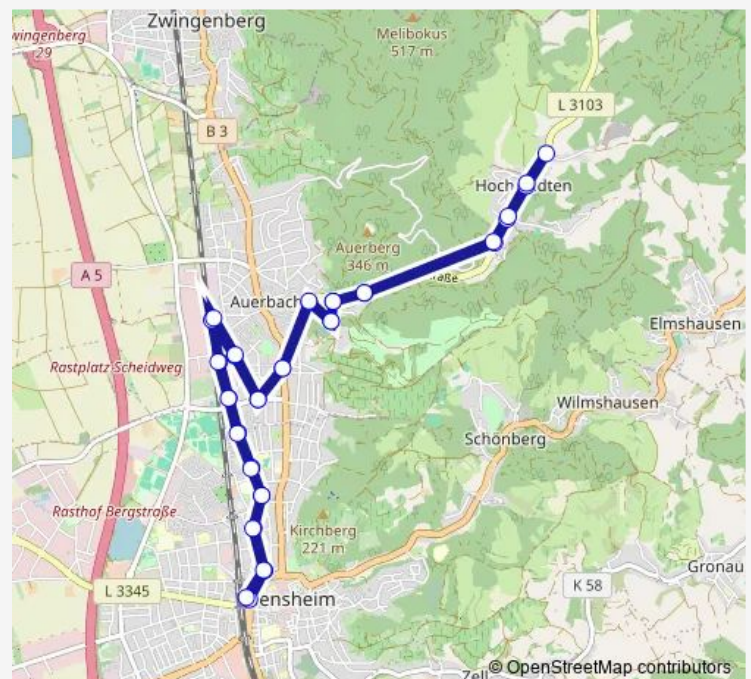 Zwingenberg
Melibokus
517 m
wingenberg
29
L 3103
B 3
Auerberg
346 m
A 5
Auerbach
Elmshausen
Rastplatz Scheidweg
Wilmshausen
Schönberg
Rasthof Bergstraße
Kirchberg
221 m
Gronau
L 3345
K 58
ensheim
Zell
© OpenStreetMap contributors